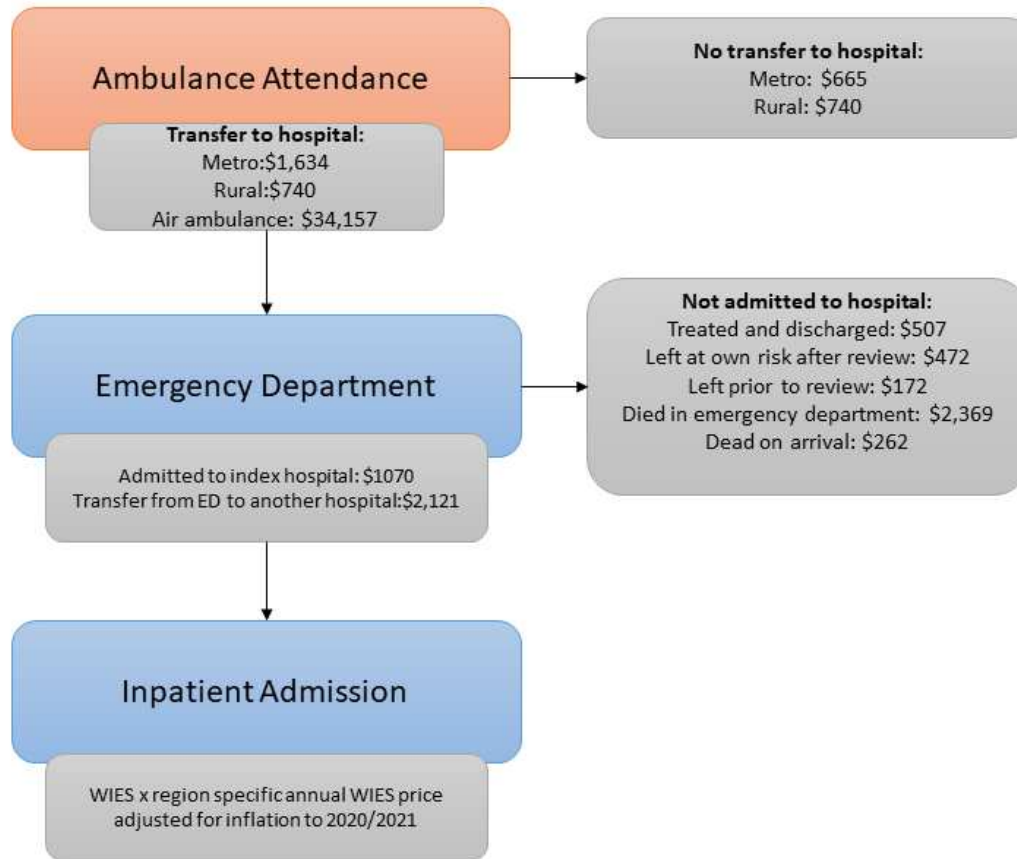 Ambulance Attendance
No transfer to hospital:
Metro: $665
Rural: $740
Transfer to hospital:
Metro:$1,634
Rural:$740
Air ambulance: $34,157
Emergency Department
Not admitted to hospital:
Treated and discharged: $507
Left at own risk after review: $472
Left prior to review: $172
Died in emergency department: $2,369
Dead on arrival: $262
Admitted to index hospital: $1070
Transfer from ED to another hospital:$2,121
Inpatient Admission
WIES x region specific annual WIES price
adjusted for inflation to 2020/2021